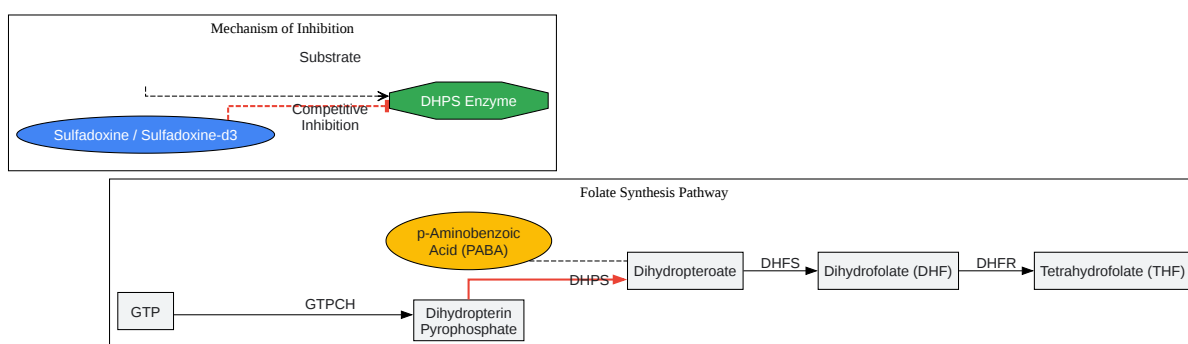 Mechanism of Inhibition
Substrate
DHPS Enzyme
Competitive
Inhibition
Sulfadoxine / Sulfadoxine-d3
Folate Synthesis Pathway
p-Aminobenzoic
Acid (PABA)
Dihydropteroate
DHFS
Dihydrofolate (DHF)
DHFR
Tetrahydrofolate (THF)
DHPS
GTP
GTPCH
Dihydropterin
Pyrophosphate